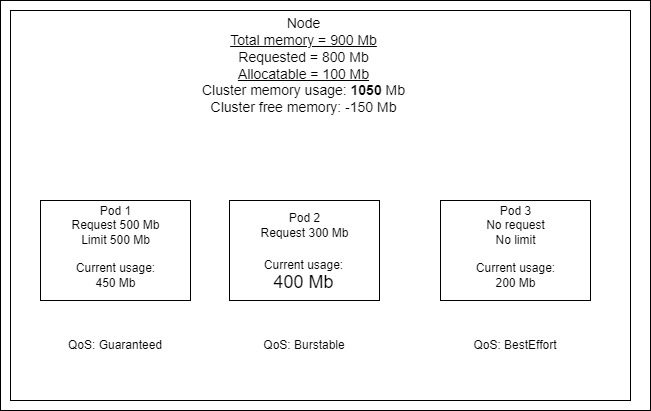 Node
Total memory = 900 Mb
Requested = 800 Mb
Allocatable = 100 Mb
Cluster memory usage: 1050 Mb
Cluster free memory: -150 Mb
Pod 1
Request 500 Mb
Limit 500 Mb
Current usage:
450 Mb
Pod 2
Request 300 Mb
Current usage:
400 Mb
Pod 3
No request
No limit
Current usage:
200 Mb
QoS: Guaranteed
QoS: Burstable
QoS: BestEffort